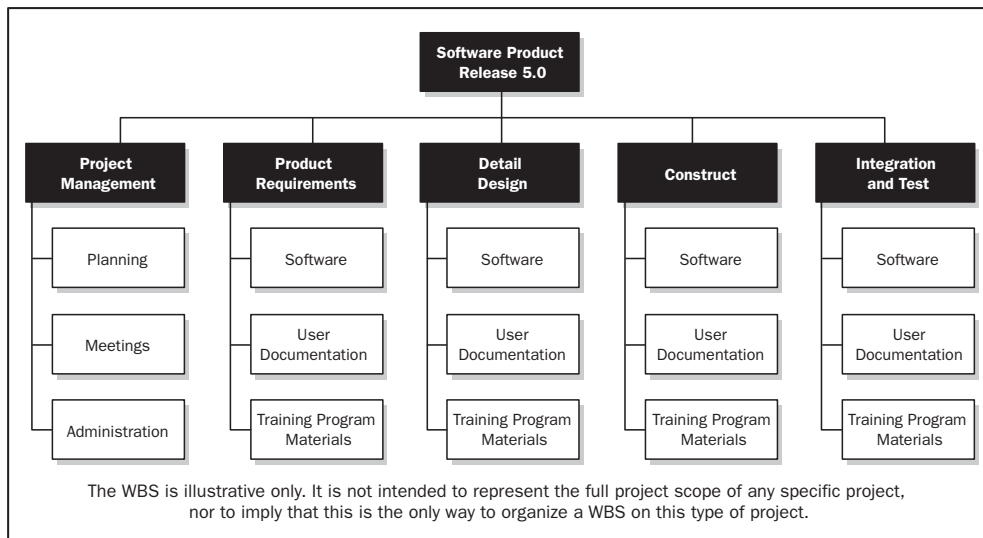 Software Product
Release 5.0
Project
Management
Product
Requirements
Detail
Design
Construct
Integration
and Test
Planning
Software
Software
Software
Software
Meetings
User
Documentation
User
Documentation
User
Documentation
User
Documentation
Administration
Training Program
Materials
Training Program
Materials
Training Program
Materials
Training Program
Materials
The WBS is illustrative only. It is not intended to represent the full project scope of any specific project,
nor to imply that this is the only way to organize a WBS on this type of project.